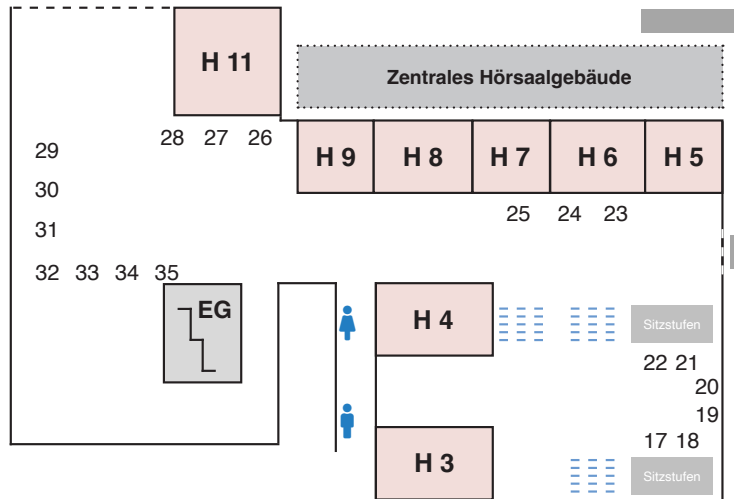 H 11
Zentrales Hörsaalgebäude
28 27 26
29
H 9 H 8 H 7 H 6 H 5
30
25 24 23
31
32 33 34 35
EG
H 4
Sitzstufen
22 21
20
19
17 18
H 3
Sitzstufen